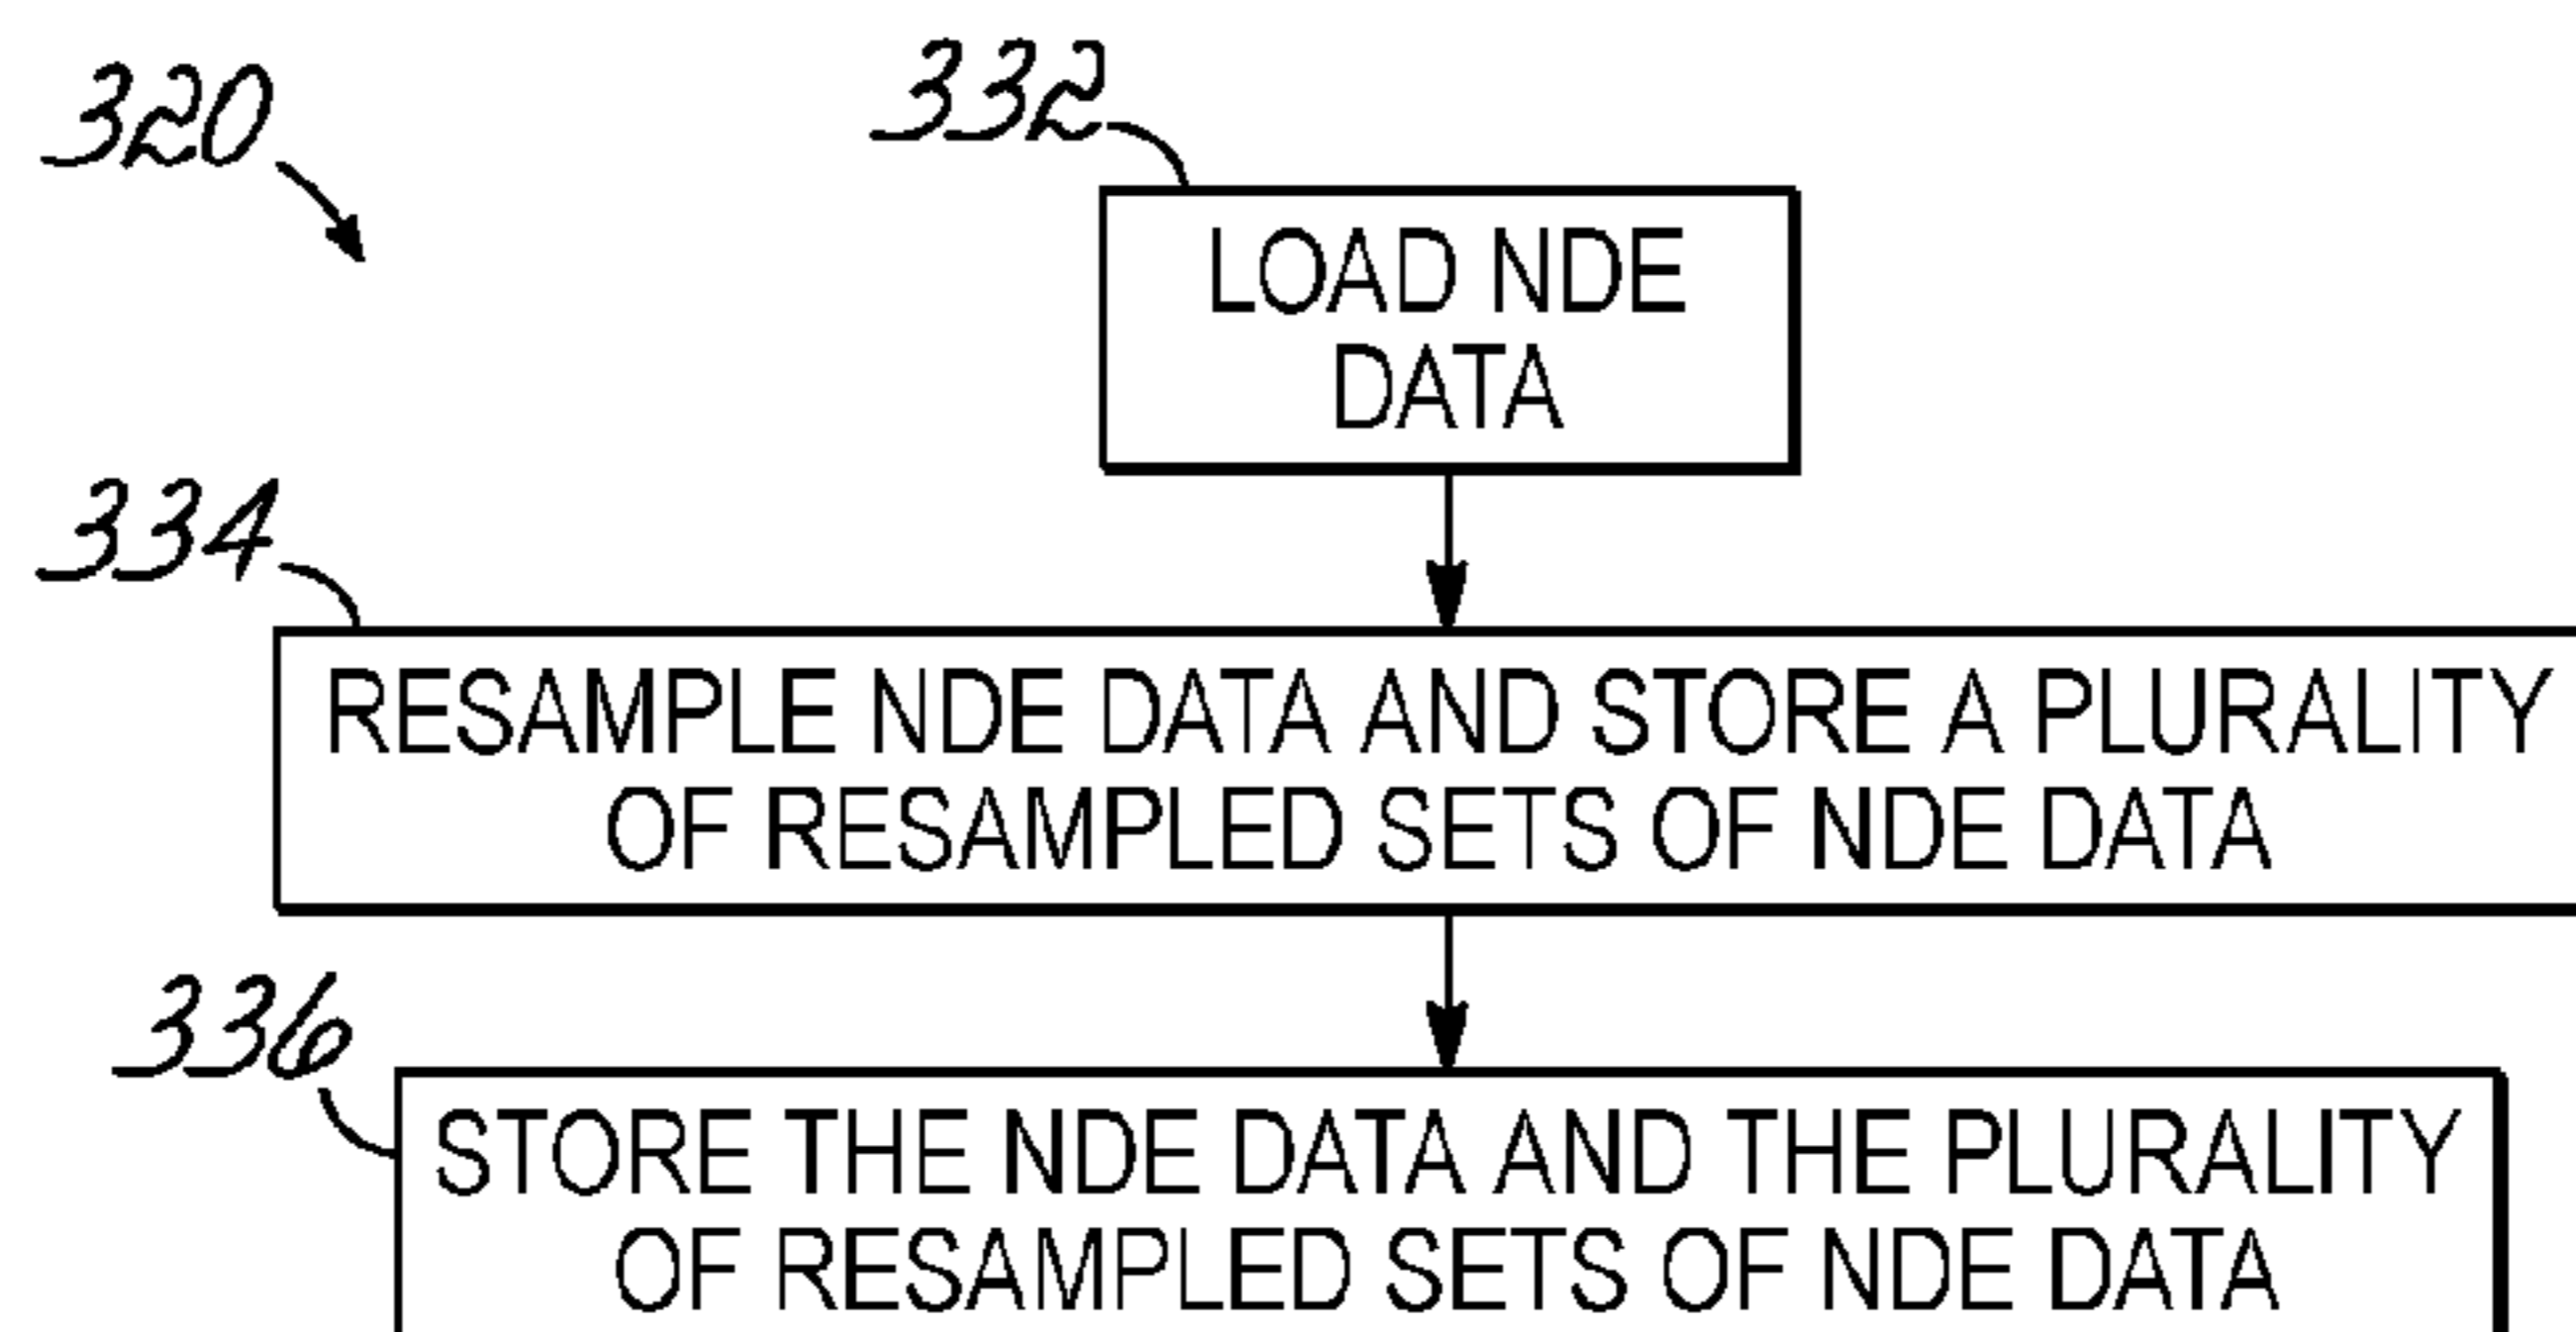 320
332
LOAD NDE
DATA
334
RESAMPLE NDE DATA AND STORE A PLURALITY
OF RESAMPLED SETS OF NDE DATA
336
STORE THE NDE DATA AND THE PLURALITY
OF RESAMPLED SETS OF NDE DATA